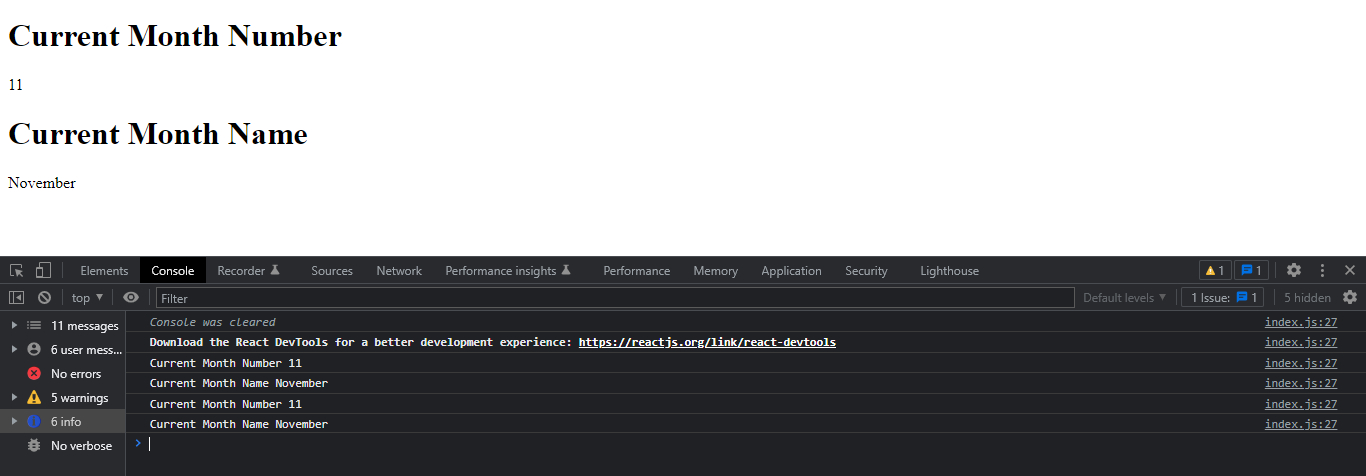 Current Month Number
11
Current Month Name
November
Elements Console Recorder Sources Network Performance insights Performance Memory Application Security Lighthouse 1 1
top Filter Default levels 1 Issue: 1 5 hidden
11 messages
6 user mess...
No errors
5 warnings
6 info
No verbose
Console was cleared index.js:27
Download the React DevTools for a better development experience: https://reactjs.org/link/react-devtools index.js:27
Current Month Number 11 index.js:27
Current Month Name November index.js:27
Current Month Number 11 index.js:27
Current Month Name November index.js:27